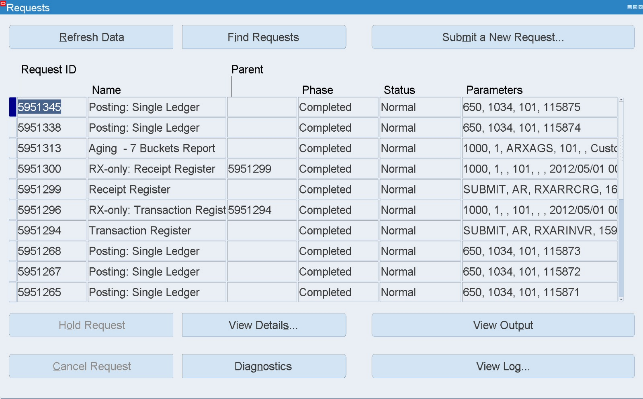 Requests
Refresh Data Find Requests Submit a New Request...
Request ID Parent
Name Phase Status Parameters
5951345 Posting: Single Ledger Completed Normal 650, 1034, 101, 115875
5951338 Posting: Single Ledger Completed Normal 650, 1034, 101, 115874
5951313 Aging - 7 Buckets Report Completed Normal 1000, 1, ARXAGS, 101, , Custo
5951300 RX-only: Receipt Register 5951299 Completed Normal 1000, 1, , 101, , , 2012/05/01 00
5951299 Receipt Register Completed Normal SUBMIT, AR, RXARRCRG, 16
5951296 RX-only: Transaction Regist 5951294 Completed Normal 1000, 1, , 101, , , 2012/05/01 00
5951294 Transaction Register Completed Normal SUBMIT, AR, RXARINVR, 159
5951268 Posting: Single Ledger Completed Normal 650, 1034, 101, 115873
5951267 Posting: Single Ledger Completed Normal 650, 1034, 101, 115872
5951265 Posting: Single Ledger Completed Normal 650, 1034, 101, 115871
Hold Request View Details... View Output
Cancel Request Diagnostics View Log...